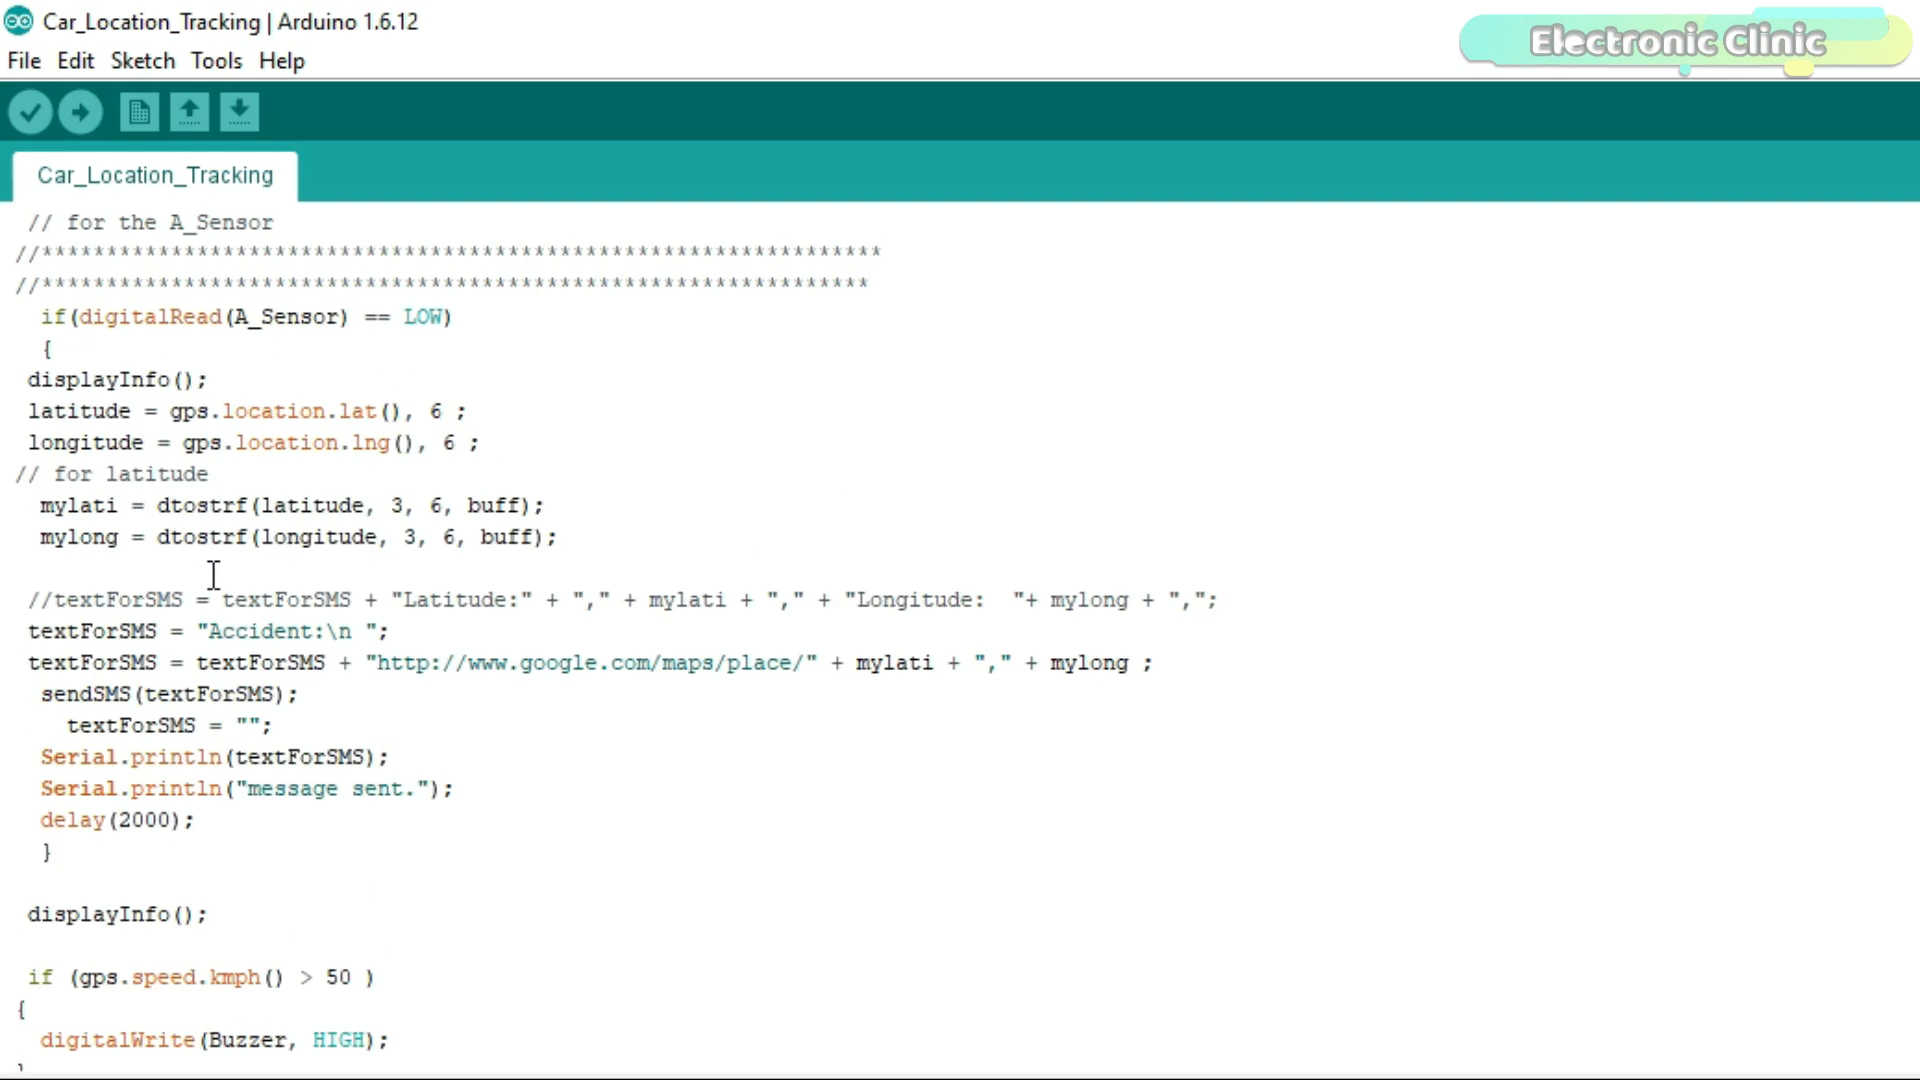 Car_Location_Tracking | Arduino 1.6.12
Electronic Clinic
File Edit Sketch Tools Help
Car_Location_Tracking
// for the A_Sensor
//*****************************************************************
//****************************************************************
if(digitalRead(A_Sensor) == LOW)
{
displayInfo();
latitude = gps.location.lat(), 6 ;
longitude = gps.location.lng(), 6 ;
// for latitude
mylati = dtostrf(latitude, 3, 6, buff);
mylong = dtostrf(longitude, 3, 6, buff);
//textForSMS = textForSMS + "Latitude:" + "," + mylati + "," + "Longitude:  "+ mylong + ",";
textForSMS = "Accident:\n ";
textForSMS = textForSMS + "http://www.google.com/maps/place/" + mylati + "," + mylong ;
sendSMS(textForSMS);
textForSMS = "";
Serial.println(textForSMS);
Serial.println("message sent.");
delay(2000);
}
displayInfo();
if (gps.speed.kmph() > 50 )
{
digitalWrite(Buzzer, HIGH);